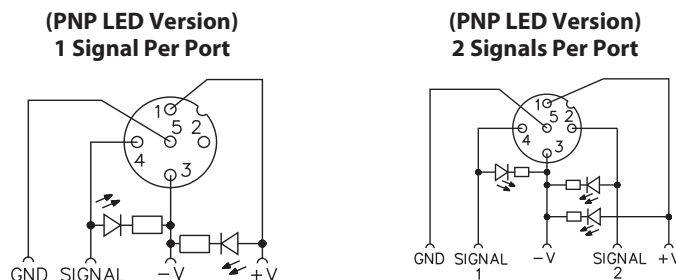 (PNP LED Version)
1 Signal Per Port
1
5
2
4
3
GND SIGNAL -V +V
(PNP LED Version)
2 Signals Per Port
1
5
2
4
3
GND SIGNAL 1 -V SIGNAL 2 +V